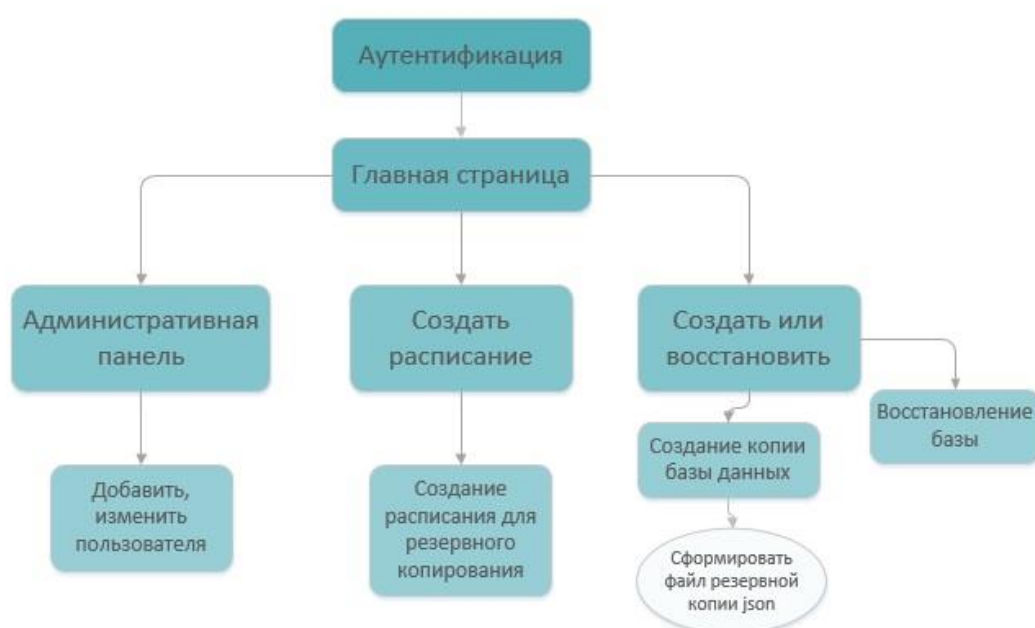 Аутентификация
Главная страница
Административная
панель
Создать
расписание
Создать или
восстановить
Восстановление
базы
Создание копии
базы данных
Добавить,
изменить
пользователя
Создание
расписания для
резервного
копирования
Сформировать
файл резервной
копии json